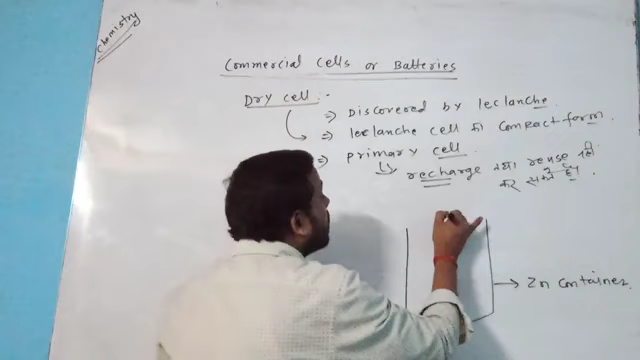 Chemistry
Commercial Cells or Batteries
Dry cell :-
⇒ Discovered by leclanche.
⇒ leclanche cell का compact form.
⇒ primary cell.
recharge तथा reuse नहीं
कर सकते है।
→ Zn Container.